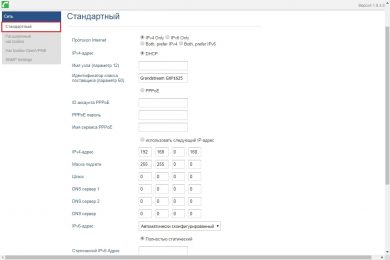 Версия 1.0.3.5
Сеть
Стандартный
Расширенные
настройки
Настройки OpenVPN®
SNMP Settings
Стандартный
Протокол Internet
IPv4 Only IPv6 Only
Both, prefer IPv4 Both, prefer IPv6
IPv4-адрес
DHCP
Имя узла (параметр 12)
Идентификатор класса
поставщика (параметр 60)
Grandstream GXP1625
PPPoE
ID аккаунта PPPoE
PPPoE пароль
Имя сервиса PPPoE
использовать следующий IP-адрес
IPv4-адрес 192 168 0 160
Маска подсети 255 255 0 0
Шлюз 0 0 0 0
DNS сервер 1 0 0 0 0
DNS сервер 2 0 0 0 0
DNS сервер 0 0 0 0
IPv6-адрес Автоматически сконфигурированный
Полностью статический
Статический IPv6-Адрес